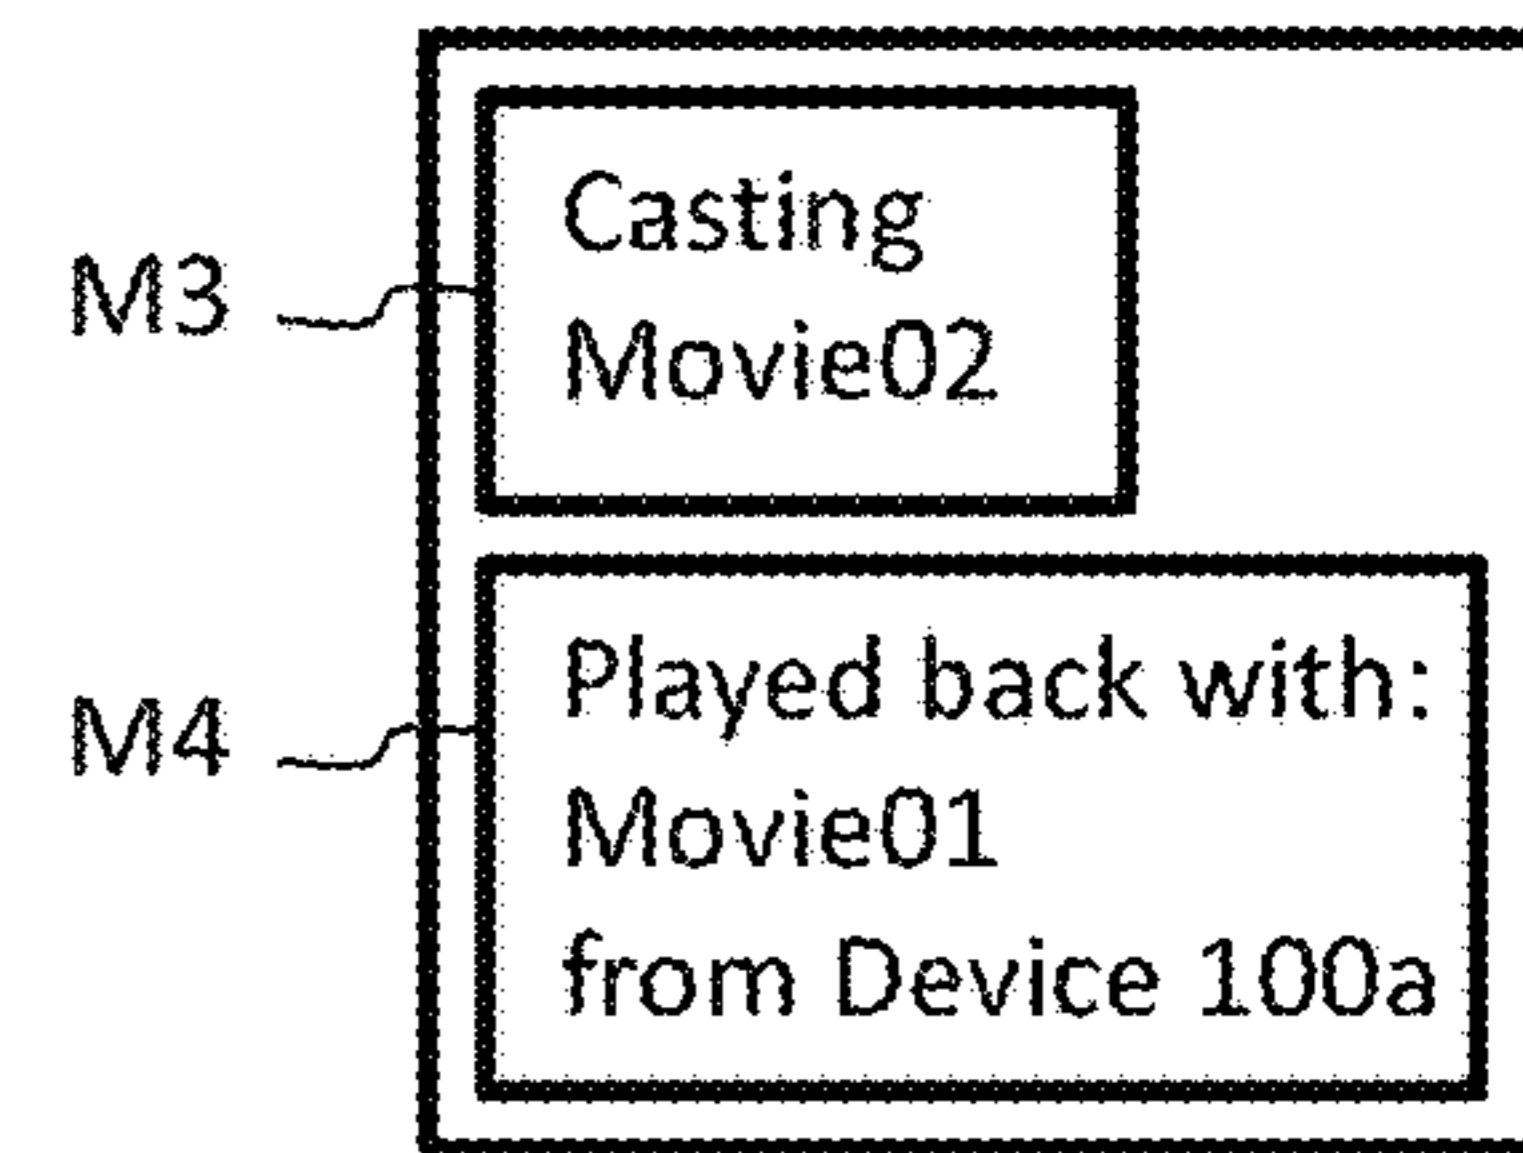 M3
Casting
Movie02
M4
Played back with:
Movie01
from Device 100a